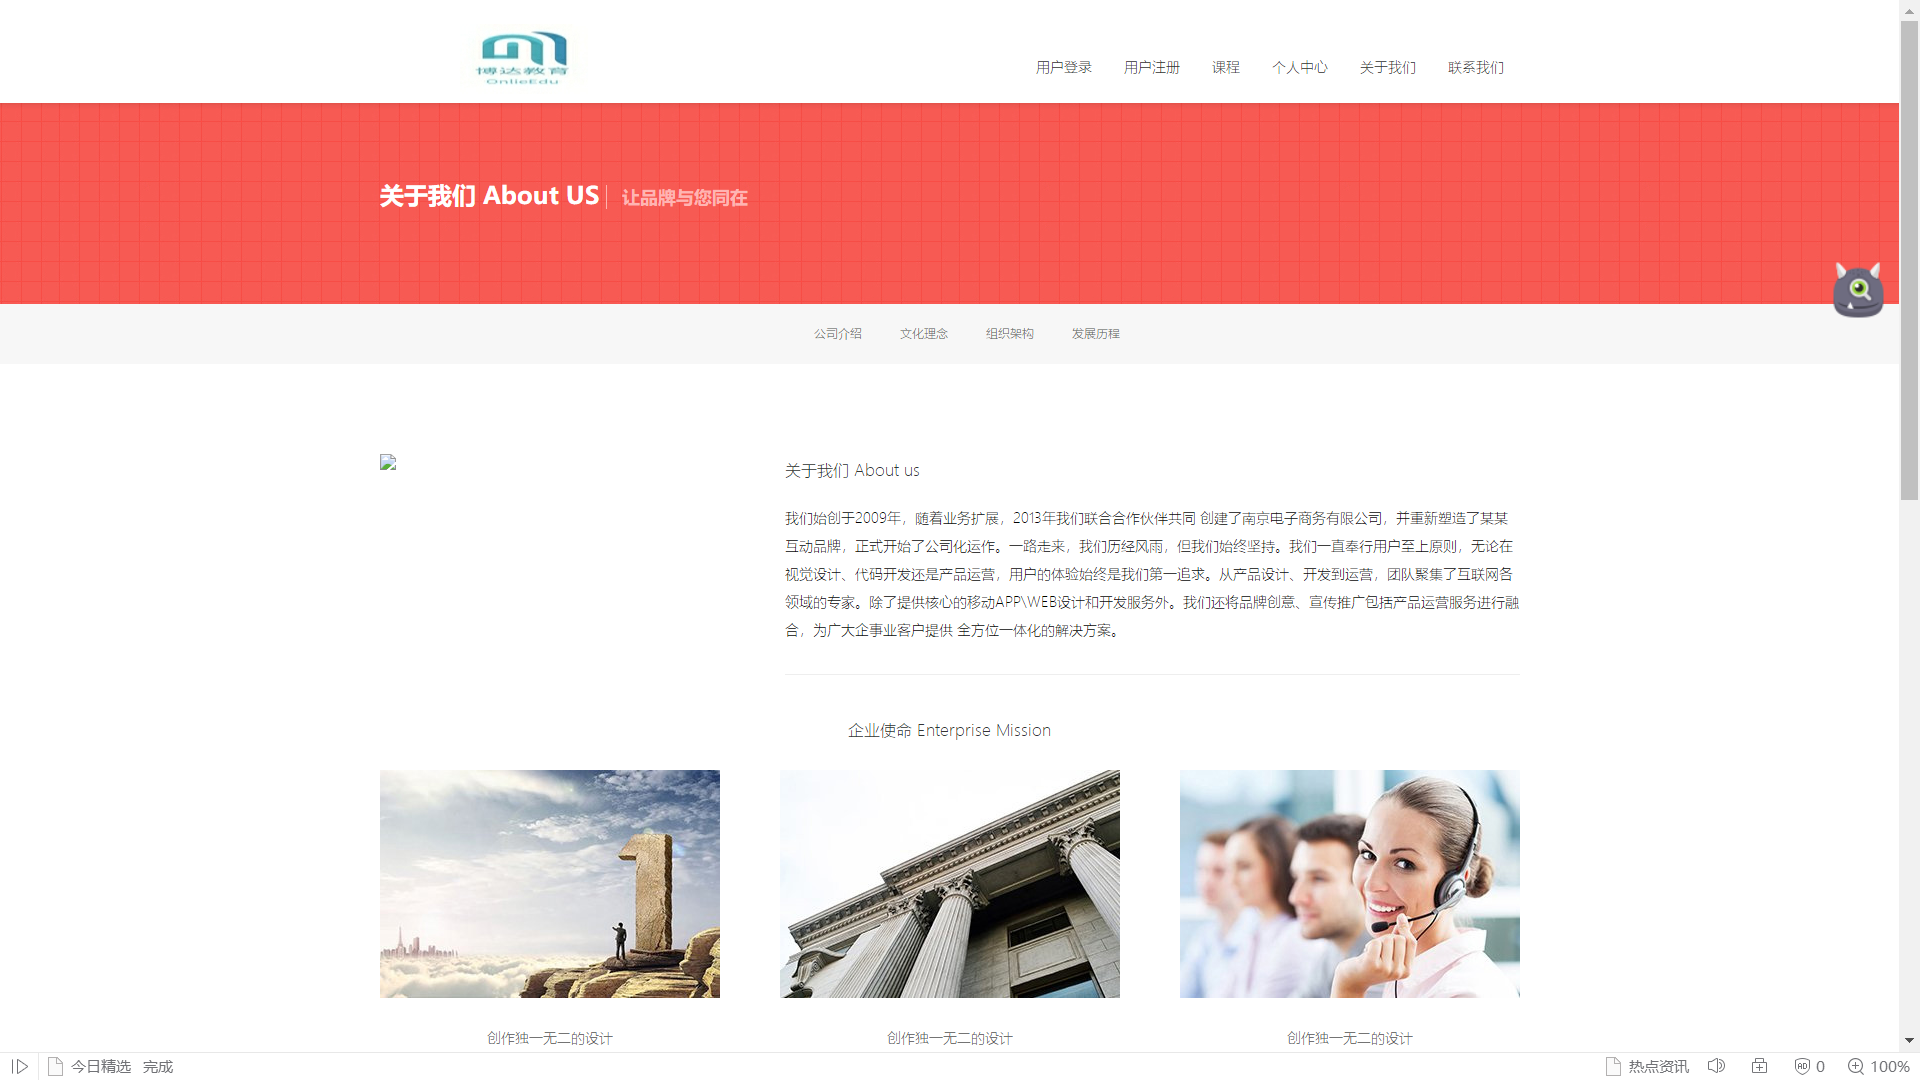 博达教育
OnlieEdu
用户登录 用户注册 课程 个人中心 关于我们 联系我们
关于我们 About US 让品牌与您同在
公司介绍 文化理念 组织架构 发展历程
关于我们 About us
我们始创于2009年，随着业务扩展，2013年我们联合合作伙伴共同 创建了南京电子商务有限公司，并重新塑造了某某
互动品牌，正式开始了公司化运作。一路走来，我们历经风雨，但我们始终坚持。我们一直奉行用户至上原则，无论在
视觉设计、代码开发还是产品运营，用户的体验始终是我们第一追求。从产品设计、开发到运营，团队聚集了互联网各
领域的专家。除了提供核心的移动APP\WEB设计和开发服务外。我们还将品牌创意、宣传推广包括产品运营服务进行融
合，为广大企事业客户提供 全方位一体化的解决方案。
企业使命 Enterprise Mission
创作独一无二的设计 创作独一无二的设计 创作独一无二的设计
今日精选 完成 热点资讯 AD 0 100%